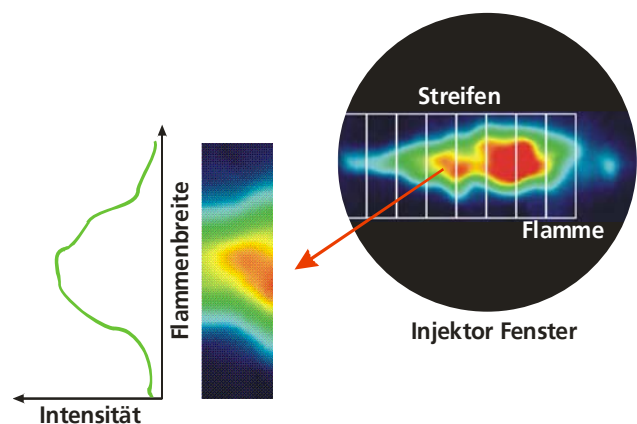 Streifen
Flamme
Injektor Fenster
Flammenbreite
Intensität